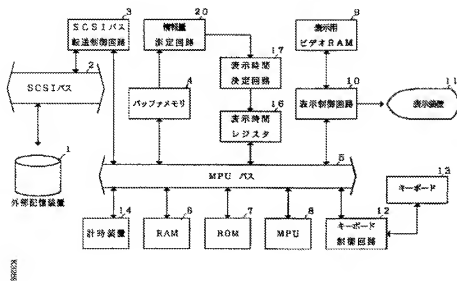 3
SCSIバス
転送制御回路
2
SCSIバス
1
外部記憶装置
20
情報量
測定回路
4
バッファメモリ
17
表示時間
決定回路
16
表示時間
レジスタ
9
表示用
ビデオRAM
10
表示制御回路
11
表示装置
5
MPU バス
14
計時装置
6
RAM
7
ROM
8
MPU
12
キーボード
制御回路
13
キーボード